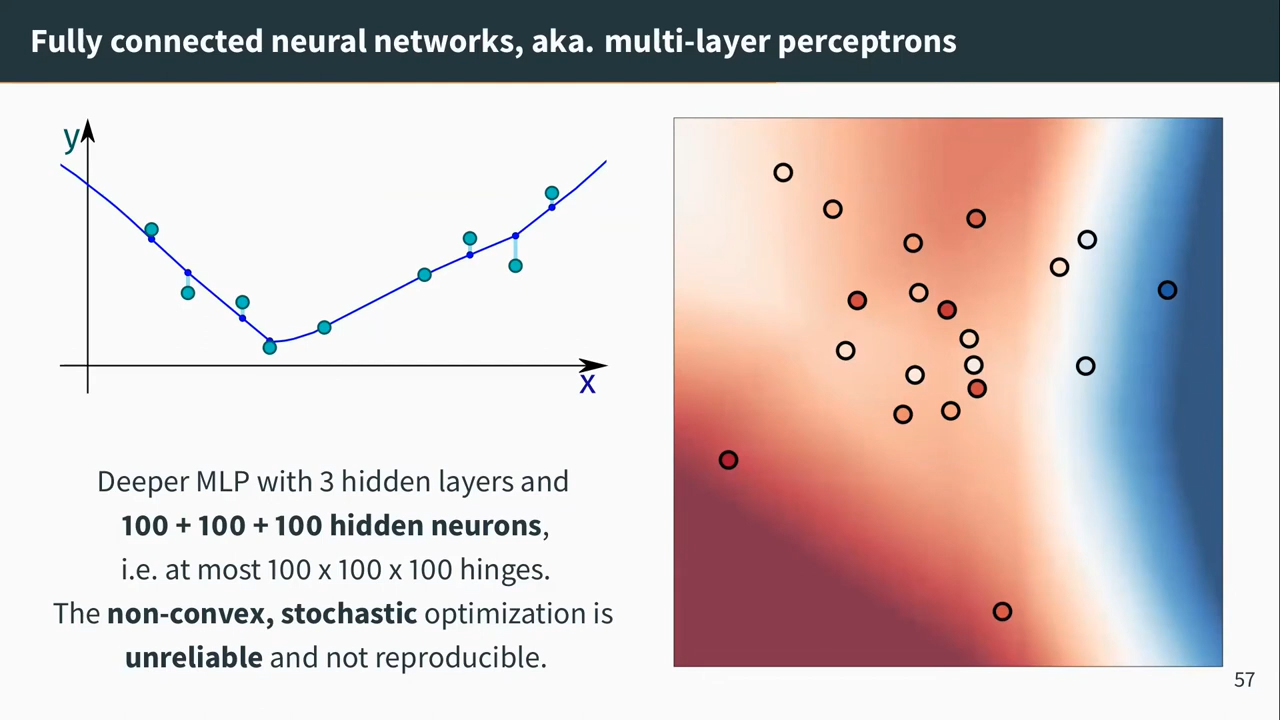 Fully connected neural networks, aka. multi-layer perceptrons
y
x
Deeper MLP with 3 hidden layers and
100 + 100 + 100 hidden neurons,
i.e. at most 100 x 100 x 100 hinges.
The non-convex, stochastic optimization is
unreliable and not reproducible.
57